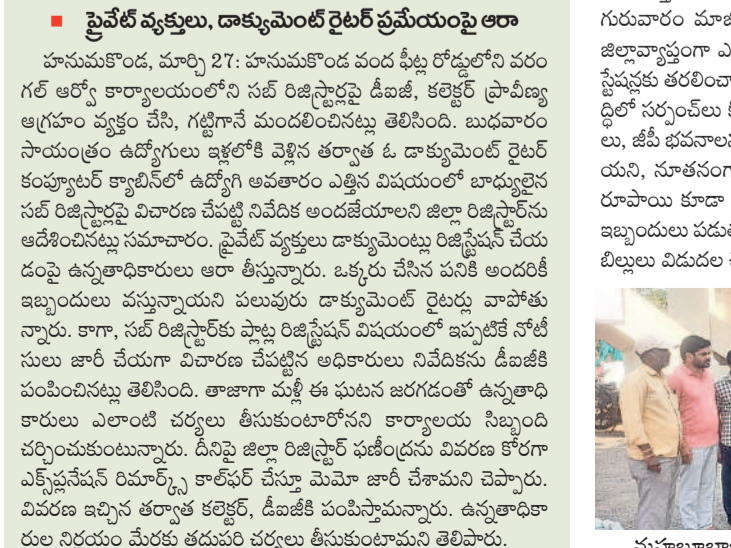 ప్రైవేట్ వ్యక్తులు, డాక్యుమెంట్ రైటర్ ప్రమేయంపై ఆరా
హనుమకొండ, మార్చి 27: హనుమకొండ వంద ఫీట్ల రోడ్డులోని వరం
గల్ ఆర్వో కార్యాలయంలోని సబ్ రిజిస్ట్రార్లపై డీఐజీ, కలెక్టర్ ప్రావీణ్య
ఆగ్రహం వ్యక్తం చేసి, గట్టిగానే మందలించినట్లు తెలిసింది. బుధవారం
సాయంత్రం ఉద్యోగులు ఇళ్లలోకి వెళ్లిన తర్వాత ఓ డాక్యుమెంట్ రైటర్
కంప్యూటర్ క్యాబిన్‌లో ఉద్యోగి అవతారం ఎత్తిన విషయంలో బాధ్యులైన
సబ్ రిజిస్ట్రార్లపై విచారణ చేపట్టి నివేదిక అందజేయాలని జిల్లా రిజిస్ట్రార్‌ను
ఆదేశించినట్లు సమాచారం. ప్రైవేట్ వ్యక్తులు డాక్యుమెంట్లు రిజిస్ట్రేషన్ చేయ
డంపై ఉన్నతాధికారులు ఆరా తీస్తున్నారు. ఒక్కరు చేసిన పనికి అందరికీ
ఇబ్బందులు వస్తున్నాయని పలువురు డాక్యుమెంట్ రైటర్లు వాపోతు
న్నారు. కాగా, సబ్ రిజిస్ట్రార్‌కు ప్లాట్ల రిజిస్ట్రేషన్ విషయంలో ఇప్పటికే నోటీ
సులు జారీ చేయగా విచారణ చేపట్టిన అధికారులు నివేదికను డీఐజీకి
పంపించినట్లు తెలిసింది. తాజాగా మళ్లీ ఈ ఘటన జరగడంతో ఉన్నతాధి
కారులు ఎలాంటి చర్యలు తీసుకుంటారోనని కార్యాలయ సిబ్బంది
చర్చించుకుంటున్నారు. దీనిపై జిల్లా రిజిస్ట్రార్ ఫణీంద్రను వివరణ కోరగా
ఎక్స్‌ప్లనేషన్ రిమార్క్స్ కాల్‌ఫర్ చేస్తూ మెమో జారీ చేశామని చెప్పారు.
వివరణ ఇచ్చిన తర్వాత కలెక్టర్, డీఐజీకి పంపిస్తామన్నారు. ఉన్నతాధికా
రుల నిర్ణయం మేరకు తదుపరి చర్యలు తీసుకుంటామని తెలిపారు.
గురువారం
జిల్లావ్యాప్తంగా
స్టేషన్లకు
ద్దిలో సర్పంచ్‌లు
లు, జీపీ
యని, నూతనంగా
రూపాయి కూడా
ఇబ్బందులు
బిల్లులు విడుదల